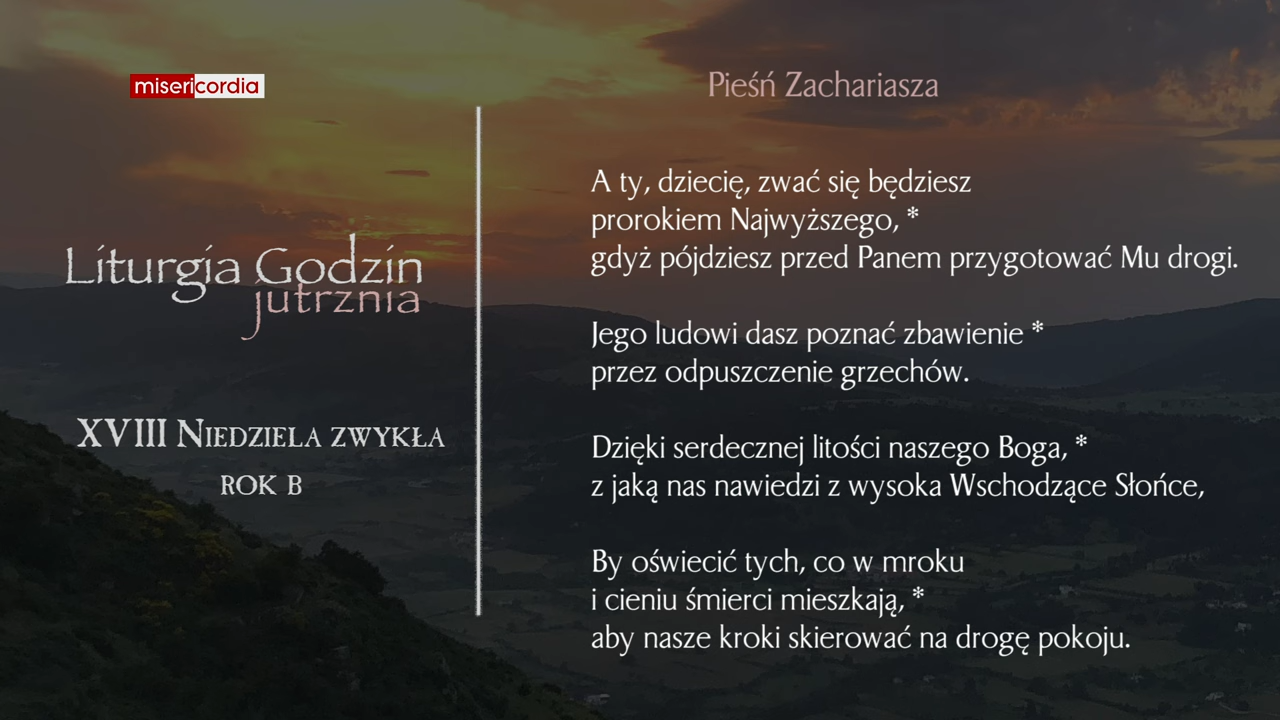 misericordia
Liturgia Godzin
jutrznia
XVIII Niedziela zwykła
rok B
Pieśń Zachariasza
A ty, dziecię, zwać się będziesz
prorokiem Najwyższego, *
gdyż pójdziesz przed Panem przygotować Mu drogi.
Jego ludowi dasz poznać zbawienie *
przez odpuszczenie grzechów.
Dzięki serdecznej litości naszego Boga, *
z jaką nas nawiedzi z wysoka Wschodzące Słońce,
By oświecić tych, co w mroku
i cieniu śmierci mieszkają, *
aby nasze kroki skierować na drogę pokoju.